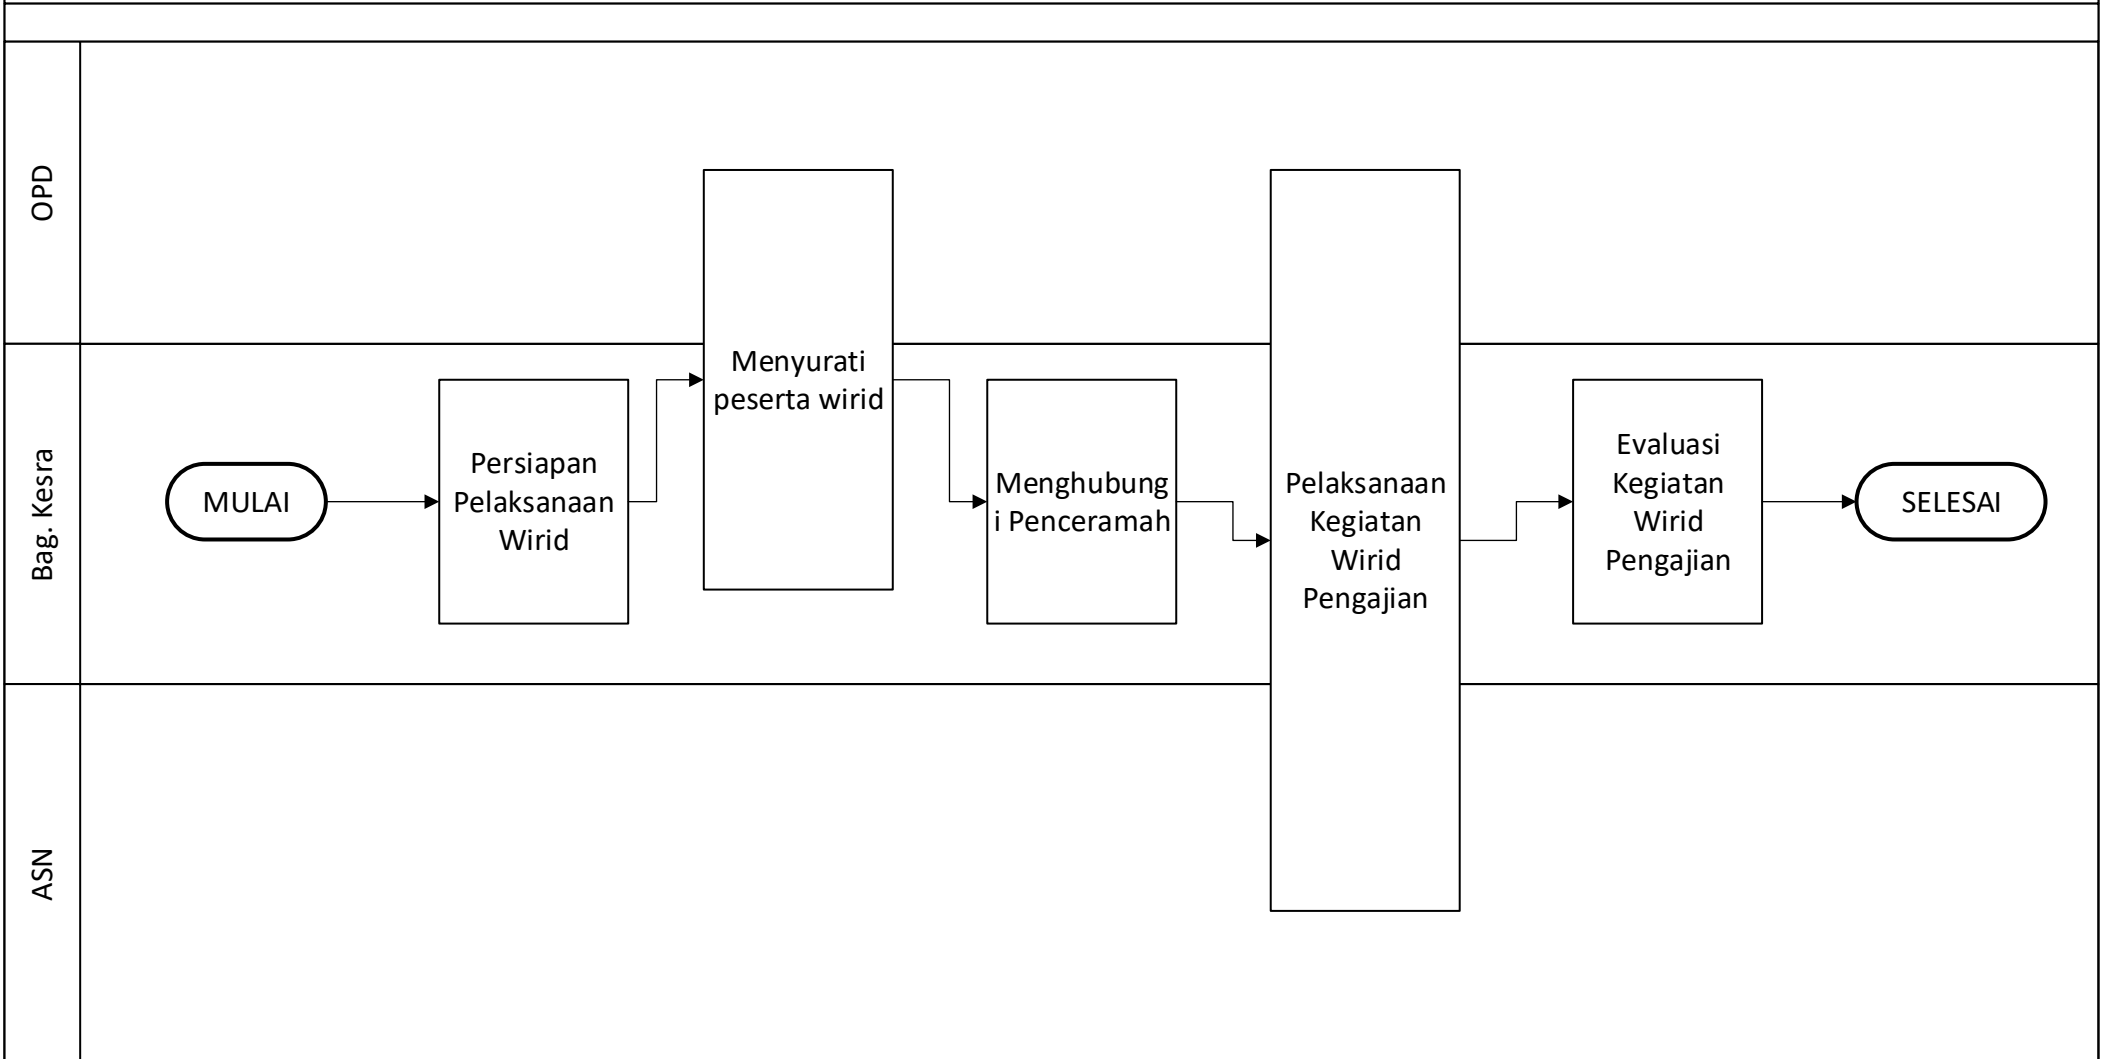 OPD
Bag. Kesra
ASN
MULAI
Persiapan
Pelaksanaan
Wirid
Menyurati
peserta wirid
Menghubung
i Penceramah
Pelaksanaan
Kegiatan
Wirid
Pengajian
Evaluasi
Kegiatan
Wirid
Pengajian
SELESAI